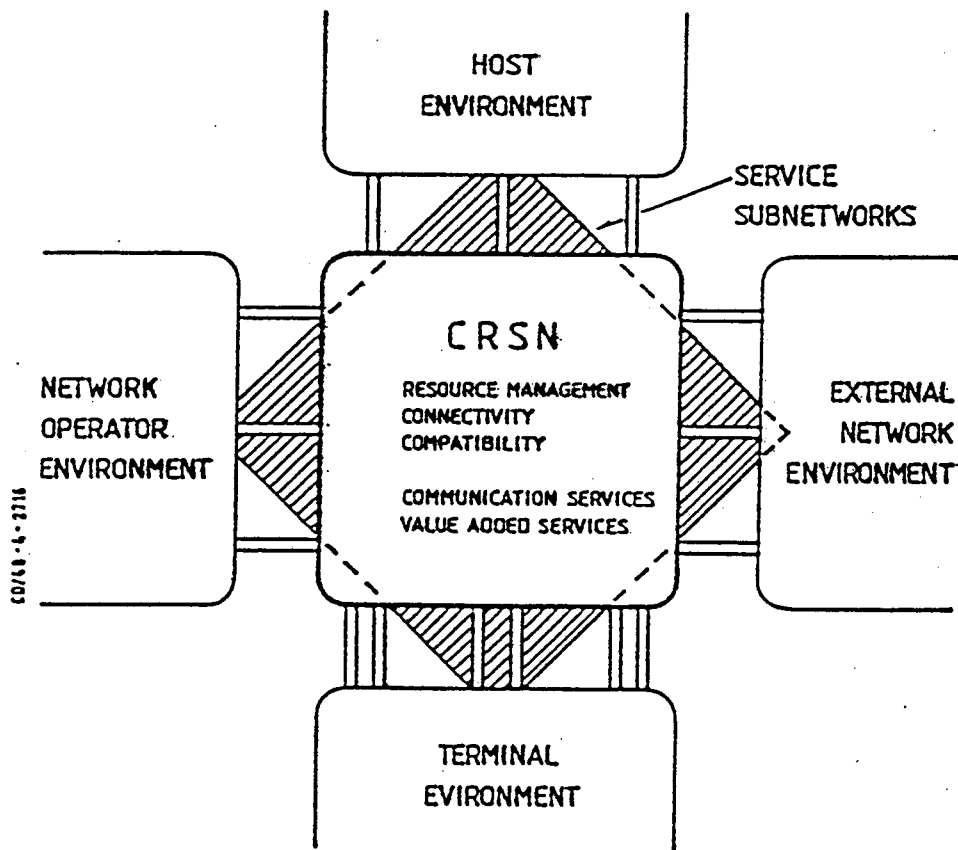 HOST
ENVIRONMENT
SERVICE
SUBNETWORKS
CRSN
RESOURCE MANAGEMENT
CONNECTIVITY
COMPATIBILITY
COMMUNICATION SERVICES
VALUE ADDED SERVICES
NETWORK
OPERATOR
ENVIRONMENT
EXTERNAL
NETWORK
ENVIRONMENT
TERMINAL
EVIRONMENT